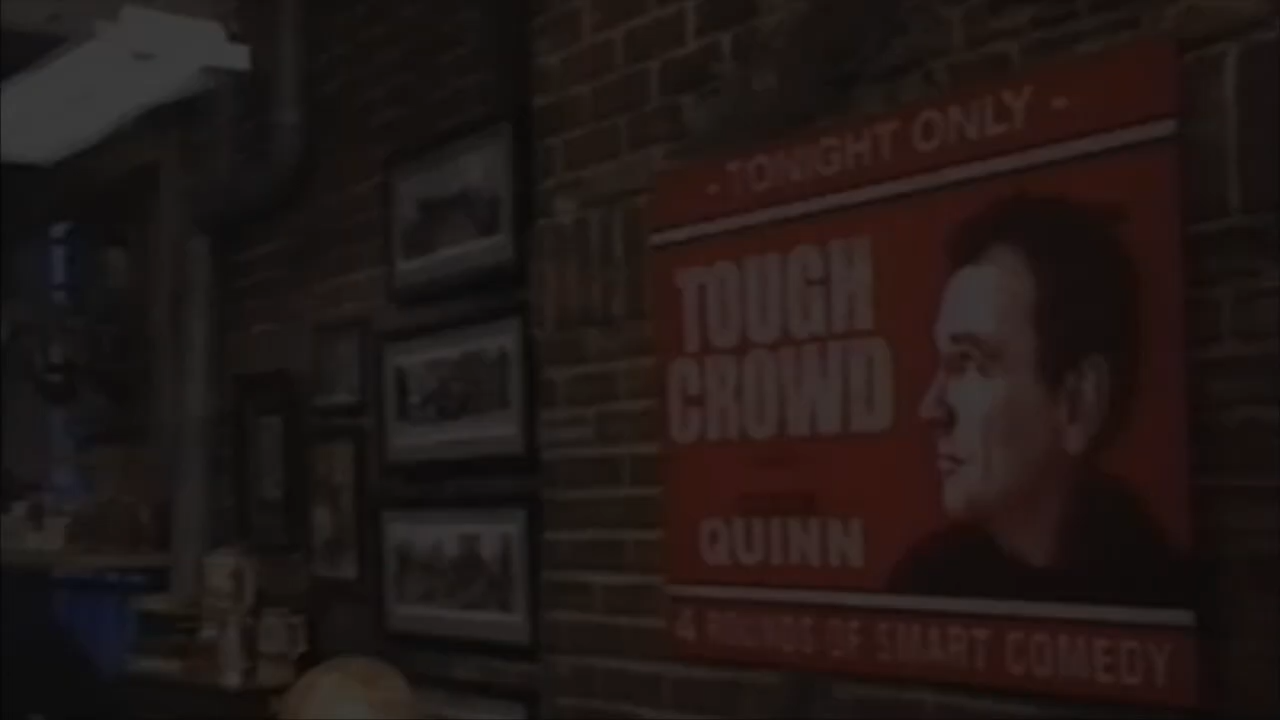 - TONIGHT ONLY -
TOUGH
CROWD
QUINN
4 ROUNDS OF SMART COMEDY